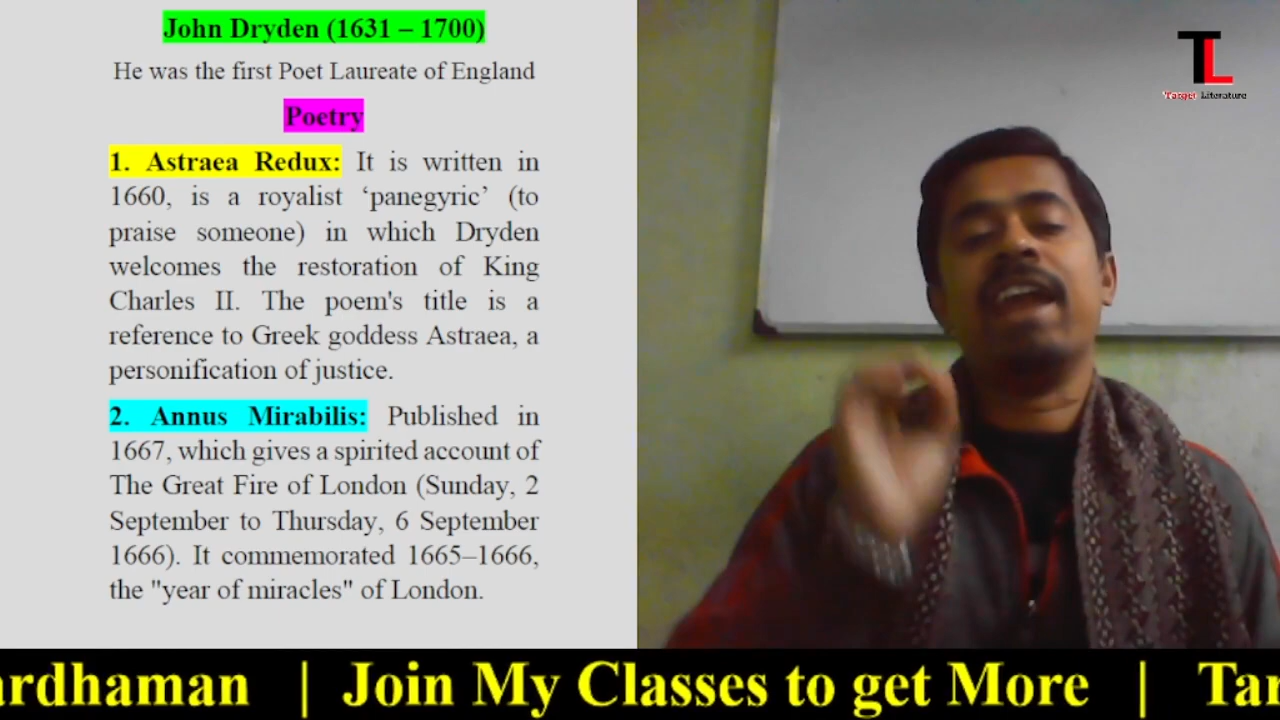 John Dryden (1631 – 1700)
He was the first Poet Laureate of England
Poetry
1. Astraea Redux: It is written in
1660, is a royalist ‘panegyric’ (to
praise someone) in which Dryden
welcomes the restoration of King
Charles II. The poem's title is a
reference to Greek goddess Astraea, a
personification of justice.
2. Annus Mirabilis: Published in
1667, which gives a spirited account of
The Great Fire of London (Sunday, 2
September to Thursday, 6 September
1666). It commemorated 1665–1666,
the "year of miracles" of London.
TL
Target Literature
ardhaman | Join My Classes to get More | Tar